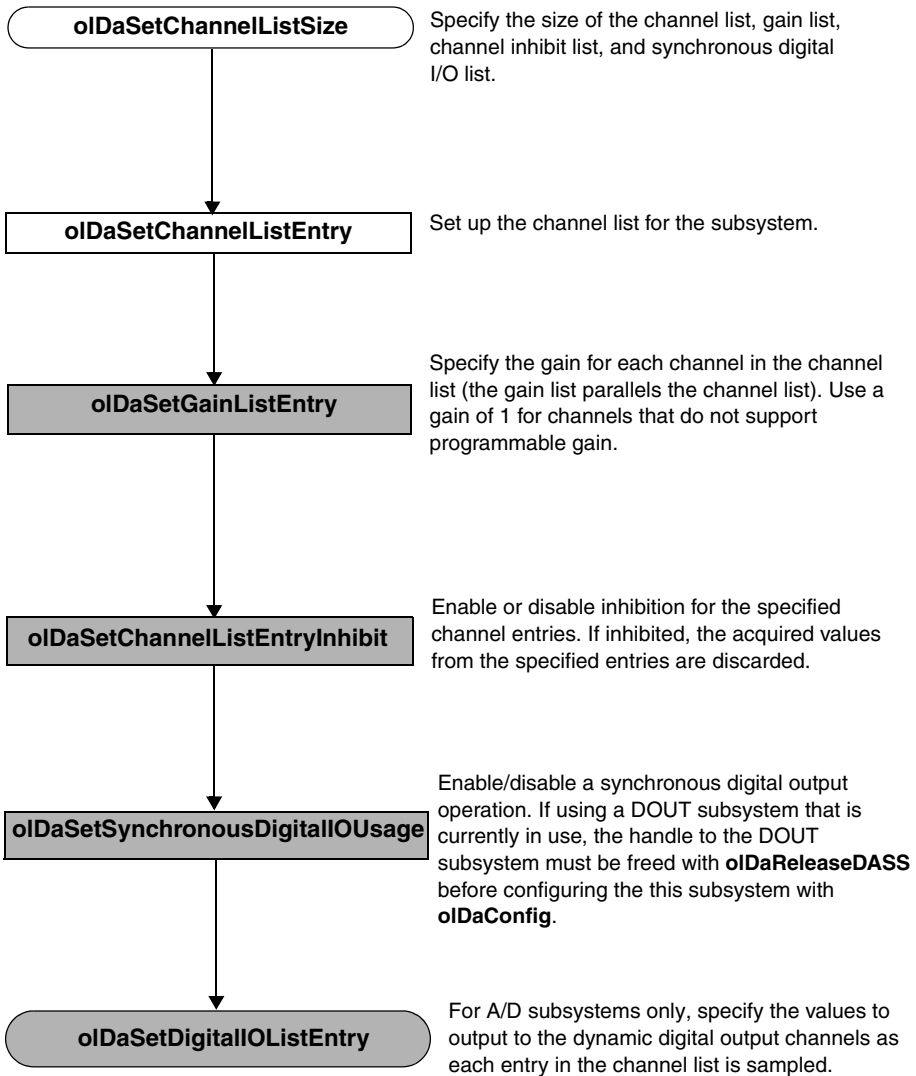 olDaSetChannelListSize
Specify the size of the channel list, gain list,
channel inhibit list, and synchronous digital
I/O list.
olDaSetChannelListEntry
Set up the channel list for the subsystem.
olDaSetGainListEntry
Specify the gain for each channel in the channel
list (the gain list parallels the channel list). Use a
gain of 1 for channels that do not support
programmable gain.
olDaSetChannelListEntryInhibit
Enable or disable inhibition for the specified
channel entries. If inhibited, the acquired values
from the specified entries are discarded.
olDaSetSynchronousDigitalIOUsage
Enable/disable a synchronous digital output
operation. If using a DOUT subsystem that is
currently in use, the handle to the DOUT
subsystem must be freed with olDaReleaseDASS
before configuring the this subsystem with
olDaConfig.
olDaSetDigitalIOListEntry
For A/D subsystems only, specify the values to
output to the dynamic digital output channels as
each entry in the channel list is sampled.